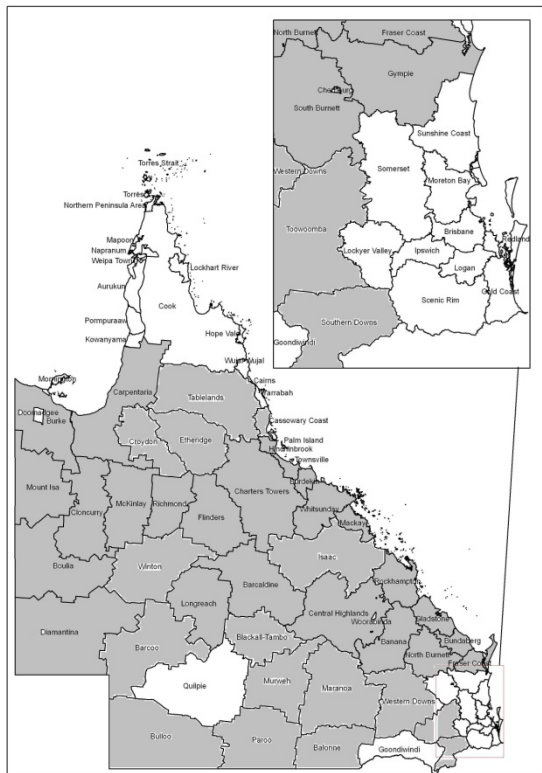 North Burnett
Fraser Coast
Gympie
Cherbourg
South Burnett
Sunshine Coast
Western Downs
Somerset
Moreton Bay
Toowoomba
Brisbane
Redland
Lockyer Valley
Ipswich
Logan
Gold Coast
Scenic Rim
Southern Downs
Goondiwindi
Torres Strait
Torres
Northern Peninsula Area
Mapoon
Napranum
Weipa Town
Lockhart River
Aurukun
Cook
Pormpuraaw
Hope Vale
Kowanyama
Wujal Wujal
Mornington
Cairns
Yarrabah
Carpentaria
Tablelands
Doomadgee
Burke
Cassowary Coast
Croydon
Etheridge
Palm Island
Hinchinbrook
Townsville
Mount Isa
Burdekin
Cloncurry
McKinlay
Richmond
Charters Towers
Flinders
Whitsunday
Mackay
Boulia
Winton
Isaac
Rockhampton
Barcaldine
Longreach
Central Highlands
Woorabinda
Gladstone
Diamantina
Blackall-Tambo
Banana
Bundaberg
Barcoo
North Burnett
Fraser Coast
Quilpie
Murweh
Maranoa
Western Downs
Bulloo
Paroo
Balonne
Goondiwindi